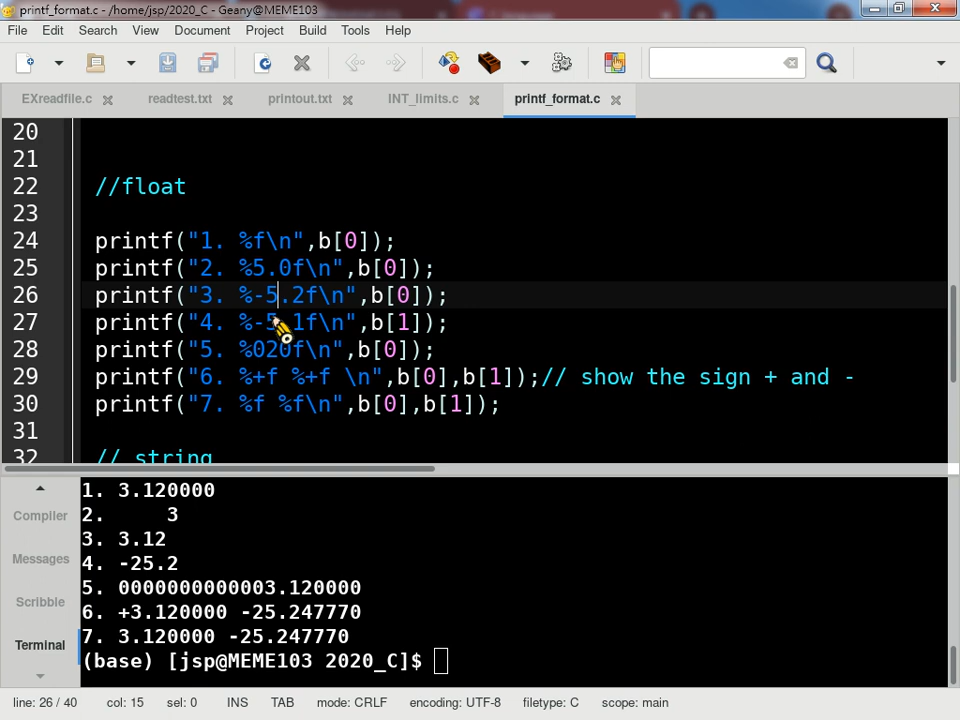 printf_format.c - /home/jsp/2020_C - Geany@MEME103
File Edit Search View Document Project Build Tools Help
EXreadfile.c readtest.txt printout.txt INT_limits.c printf_format.c
20
21
22 //float
23
24 printf("1. %f\n",b[0]);
25 printf("2. %5.0f\n",b[0]);
26 printf("3. %-5.2f\n",b[0]);
27 printf("4. %-5.1f\n",b[1]);
28 printf("5. %020f\n",b[0]);
29 printf("6. %+f %+f \n",b[0],b[1]);// show the sign + and -
30 printf("7. %f %f\n",b[0],b[1]);
31
32 // string
Compiler
Messages
Scribble
Terminal
1. 3.120000
2.     3
3. 3.12
4. -25.2
5. 0000000000003.120000
6. +3.120000 -25.247770
7. 3.120000 -25.247770
(base) [jsp@MEME103 2020_C]$
line: 26 / 40 col: 15 sel: 0 INS TAB mode: CRLF encoding: UTF-8 filetype: C scope: main